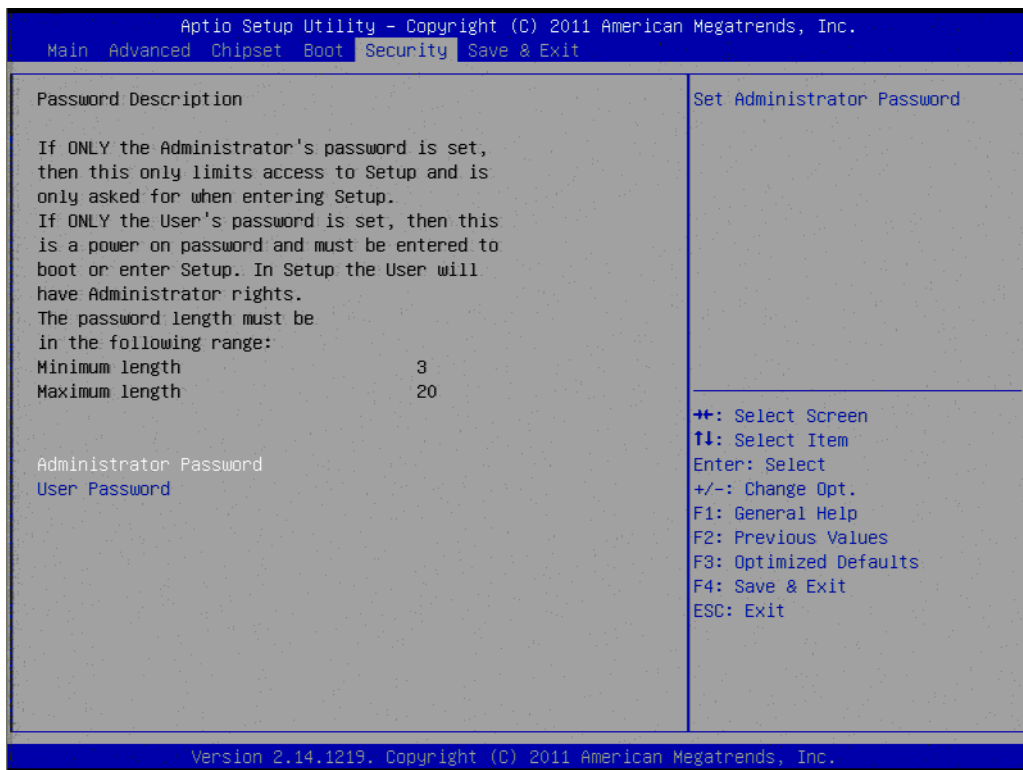 Aptio Setup Utility – Copyright (C) 2011 American Megatrends, Inc.
Main Advanced Chipset Boot Security Save & Exit
Password Description
If ONLY the Administrator's password is set,
then this only limits access to Setup and is
only asked for when entering Setup.
If ONLY the User's password is set, then this
is a power on password and must be entered to
boot or enter Setup. In Setup the User will
have Administrator rights.
The password length must be
in the following range:
Minimum length 3
Maximum length 20
Administrator Password
User Password
Set Administrator Password
→←: Select Screen
↑↓: Select Item
Enter: Select
+/-: Change Opt.
F1: General Help
F2: Previous Values
F3: Optimized Defaults
F4: Save & Exit
ESC: Exit
Version 2.14.1219. Copyright (C) 2011 American Megatrends, Inc.